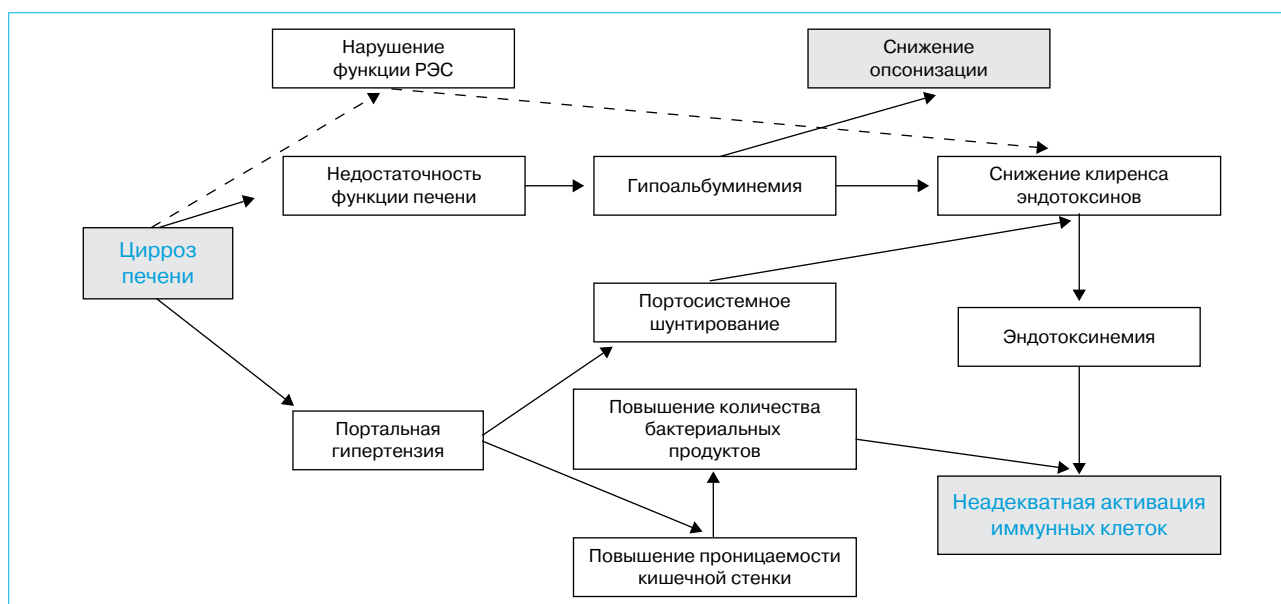 Нарушение
функции РЭС
Снижение
опсонизации
Недостаточность
функции печени
Гипоальбуминемия
Снижение клиренса
эндотоксинов
Цирроз
печени
Портосистемное
шунтирование
Эндотоксинемия
Портальная
гипертензия
Повышение количества
бактериальных
продуктов
Неадекватная активация
иммунных клеток
Повышение проницаемости
кишечной стенки